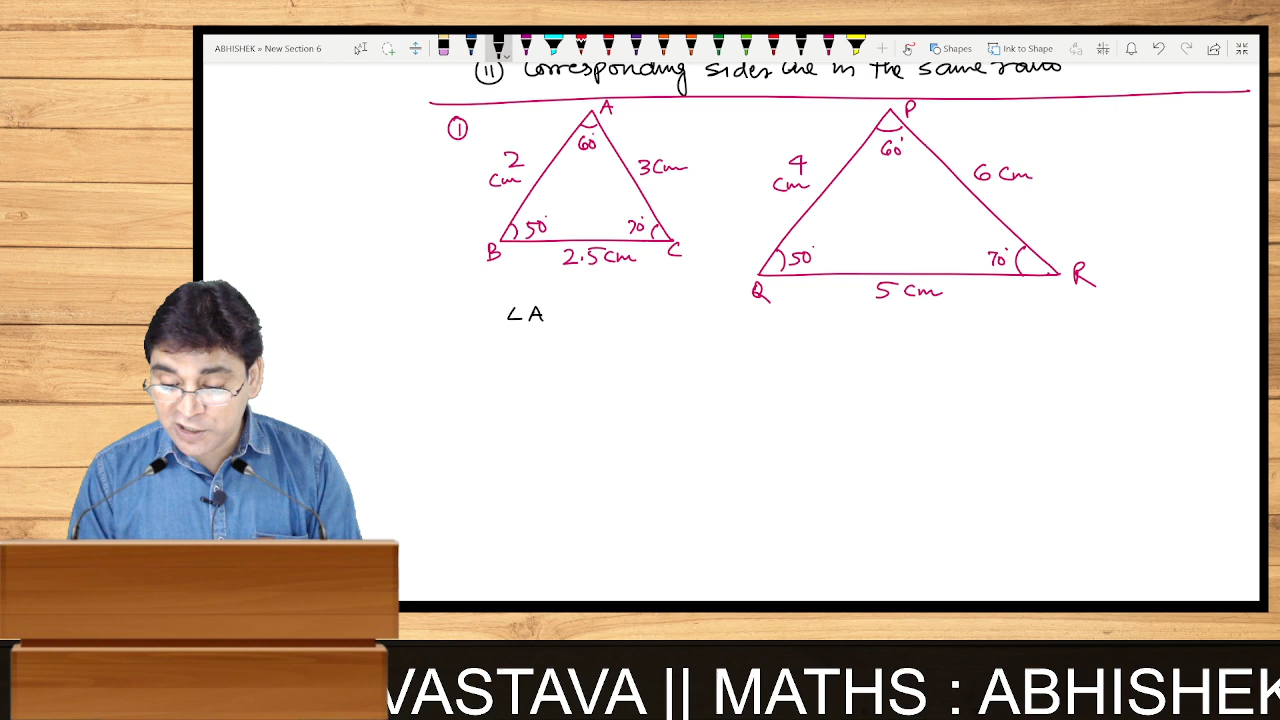 ABHISHEK » New Section 6
Shapes
Ink to Shape
(ii) Corresponding sides are in the same ratio
①
A
60°
2
cm
3cm
50°
70°
B
2.5cm
C
P
60°
4
cm
6 cm
50°
70°
Q
5 cm
R
∠A
VASTAVA || MATHS : ABHISHEK